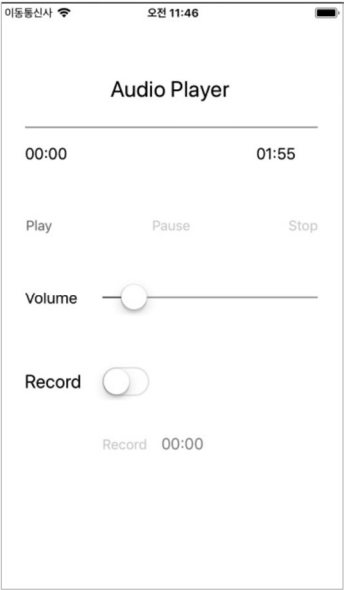 이동통신사 오전 11:46
Audio Player
00:00 01:55
Play Pause Stop
Volume
Record
Record 00:00